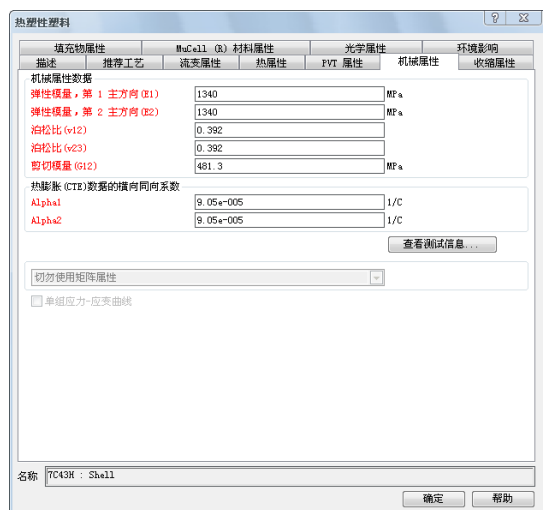 热塑性塑料
填充物属性 MuCell (R) 材料属性 光学属性 环境影响
描述 推荐工艺 流变属性 热属性 PVT 属性 机械属性 收缩属性
机械属性数据
弹性模量，第 1 主方向(E1) 1340 MPa
弹性模量，第 2 主方向(E2) 1340 MPa
泊松比(v12) 0.392
泊松比(v23) 0.392
剪切模量(G12) 481.3 MPa
热膨胀(CTE)数据的横向同向系数
Alpha1 9.05e-005 1/C
Alpha2 9.05e-005 1/C
查看测试信息...
切勿使用矩阵属性
单组应力-应变曲线
名称 7C43H : Shell
确定 帮助